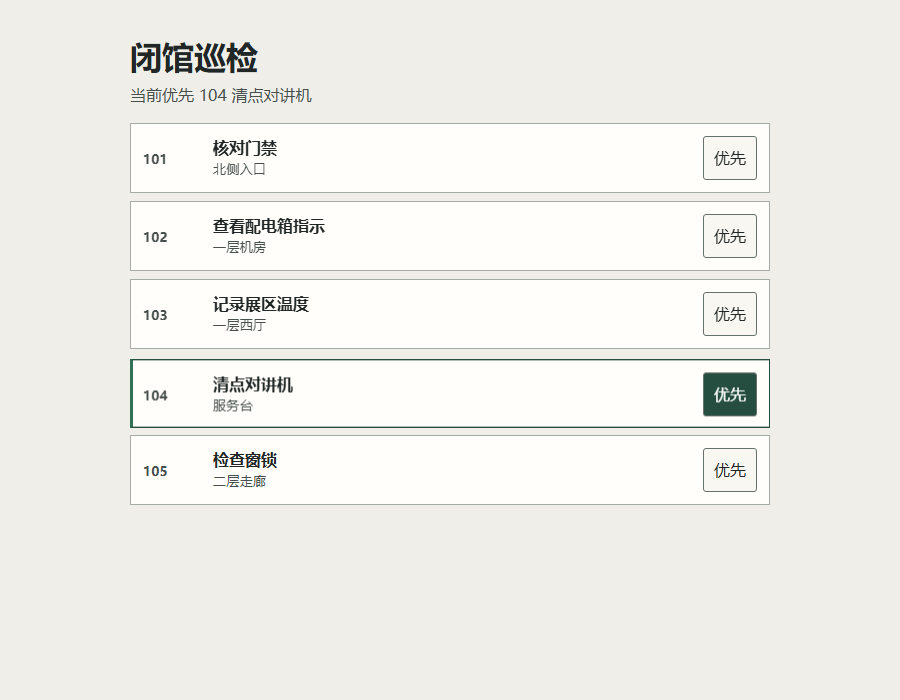 闭馆巡检
当前优先 104 清点对讲机
101
核对门禁
北侧入口
优先
102
查看配电箱指示
一层机房
优先
103
记录展区温度
一层西厅
优先
104
清点对讲机
服务台
优先
105
检查窗锁
二层走廊
优先